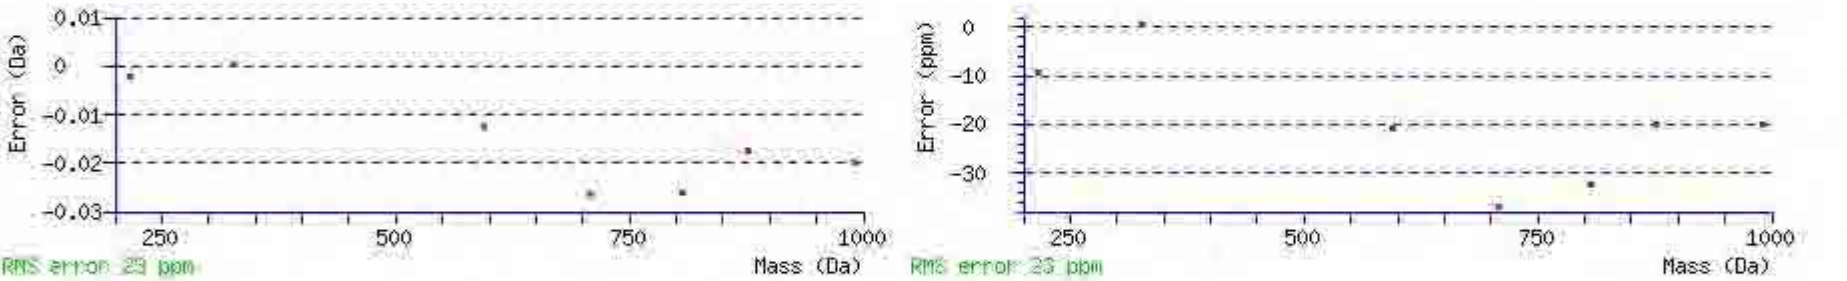 0.01
0
-0.01
-0.02
-0.03
Error (Da)
250
500
750
1000
RMS error 23 ppm
Mass (Da)
0
-10
-20
-30
Error (ppm)
250
500
750
1000
RMS error 23 ppm
Mass (Da)